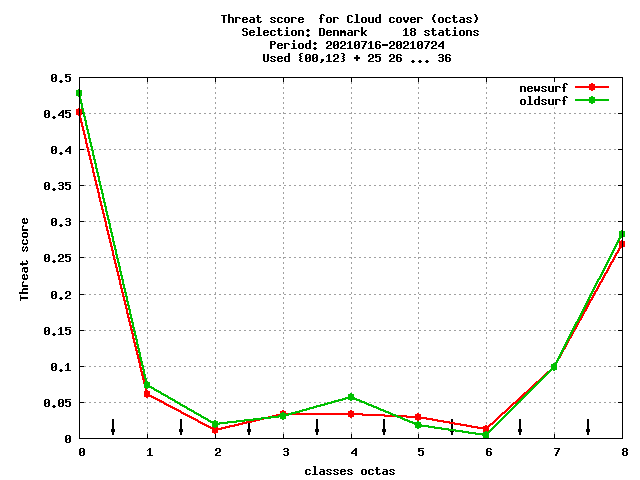 Threat score  for Cloud cover (octas)
Selection: Denmark     18 stations
Period: 20210716-20210724
Used {00,12} + 25 26 ... 36
newsurf
oldsurf
0.5
0.45
0.4
0.35
0.3
0.25
0.2
0.15
0.1
0.05
0
Threat score
0 1 2 3 4 5 6 7 8
classes octas